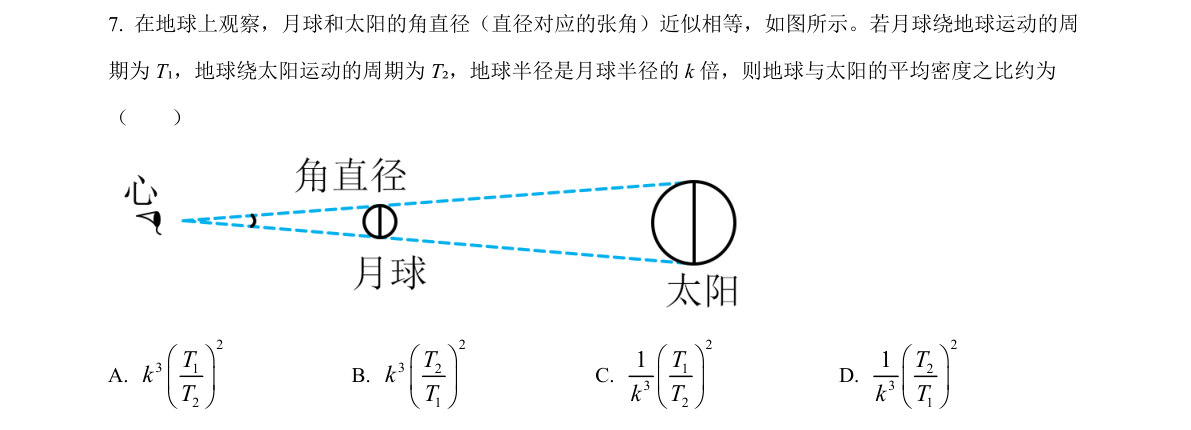 7. 在地球上观察，月球和太阳的角直径（直径对应的张角）近似相等，如图所示。若月球绕地球运动的周
期为 T₁，地球绕太阳运动的周期为 T₂，地球半径是月球半径的 k 倍，则地球与太阳的平均密度之比约为
（　　）
心
角直径
月球
太阳
A. k³(T₁/T₂)² B. k³(T₂/T₁)² C. 1/k³(T₁/T₂)² D. 1/k³(T₂/T₁)²